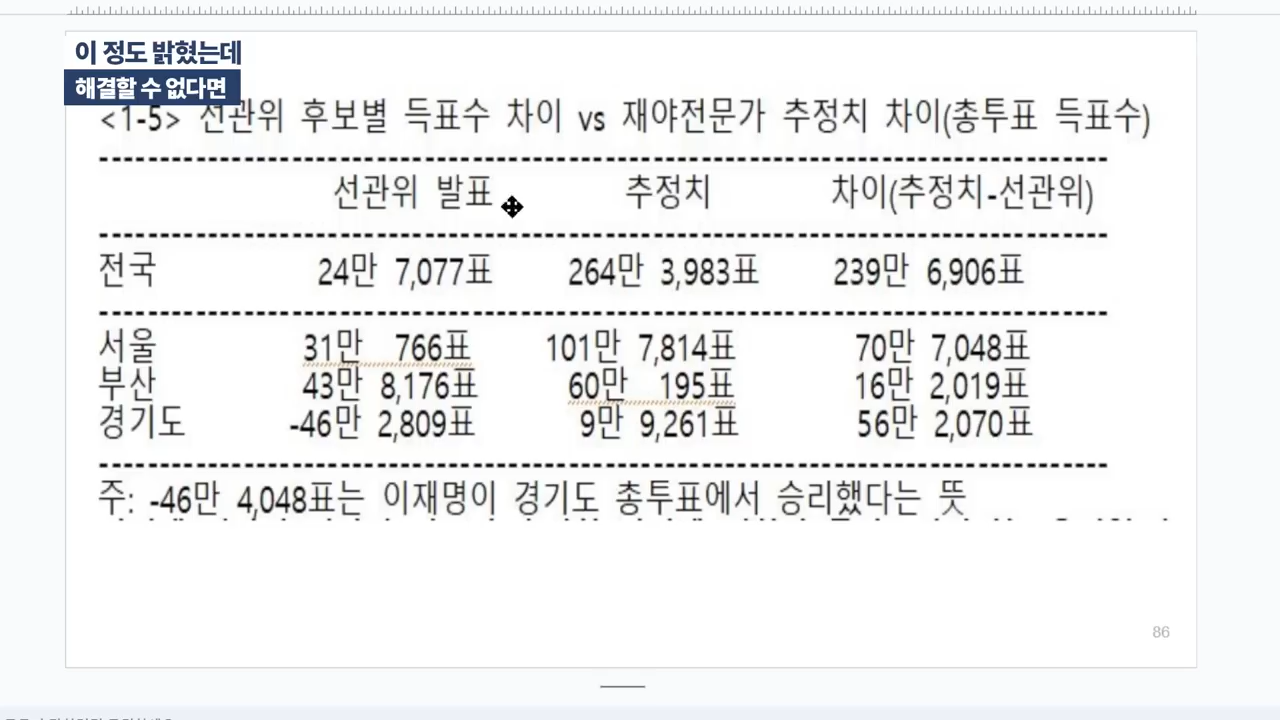 이 정도 밝혔는데
해결할 수 없다면
<1-5> 선관위 후보별 득표수 차이 vs 재야전문가 추정치 차이(총투표 득표수)
선관위 발표 추정치 차이(추정치-선관위)
전국 24만 7,077표 264만 3,983표 239만 6,906표
서울 31만 766표 101만 7,814표 70만 7,048표
부산 43만 8,176표 60만 195표 16만 2,019표
경기도 -46만 2,809표 9만 9,261표 56만 2,070표
주: -46만 4,048표는 이재명이 경기도 총투표에서 승리했다는 뜻
86